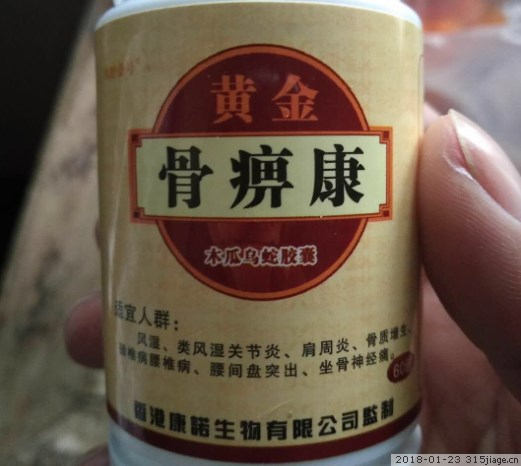 黄金
骨痹康
木瓜乌蛇胶囊
适宜人群：
风湿、类风湿关节炎、肩周炎、骨质增生、
颈椎病腰椎病、腰间盘突出、坐骨神经痛。
60
香港康諾生物有限公司监制
2018-01-23 315jiage.cn